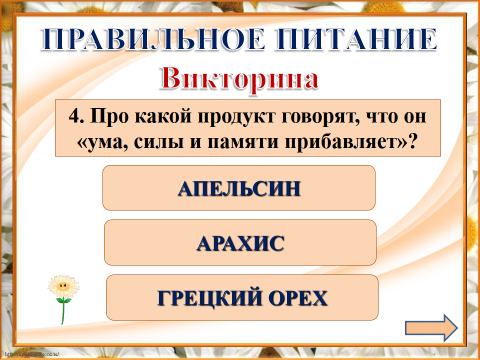 ПРАВИЛЬНОЕ ПИТАНИЕ
Викторина
4. Про какой продукт говорят, что он
«ума, силы и памяти прибавляет»?
АПЕЛЬСИН
АРАХИС
ГРЕЦКИЙ ОРЕХ